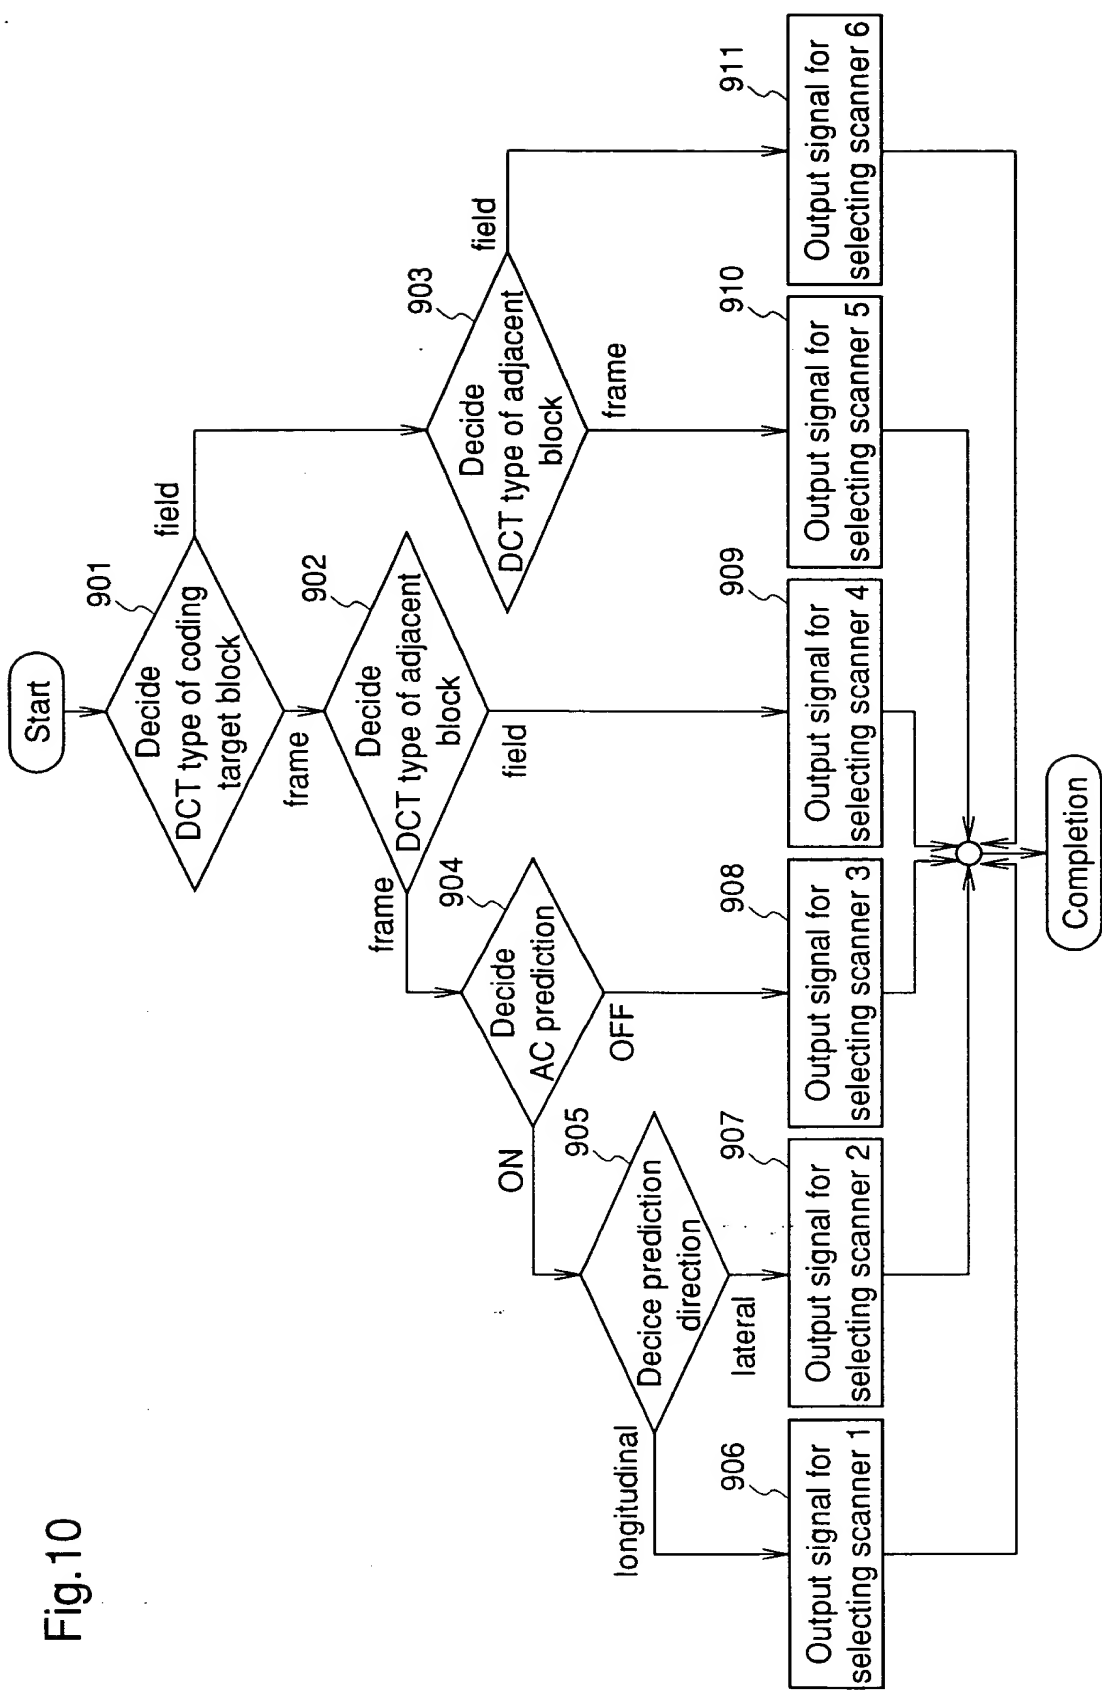 Fig.10
Start
901
Decide
DCT type of coding
target block
field
frame
902
Decide
DCT type of adjacent
block
frame
field
903
Decide
DCT type of adjacent
block
field
frame
904
Decide
AC prediction
ON
OFF
905
Decice prediction
direction
longitudinal
lateral
906
Output signal for
selecting scanner 1
907
Output signal for
selecting scanner 2
908
Output signal for
selecting scanner 3
909
Output signal for
selecting scanner 4
910
Output signal for
selecting scanner 5
911
Output signal for
selecting scanner 6
Completion